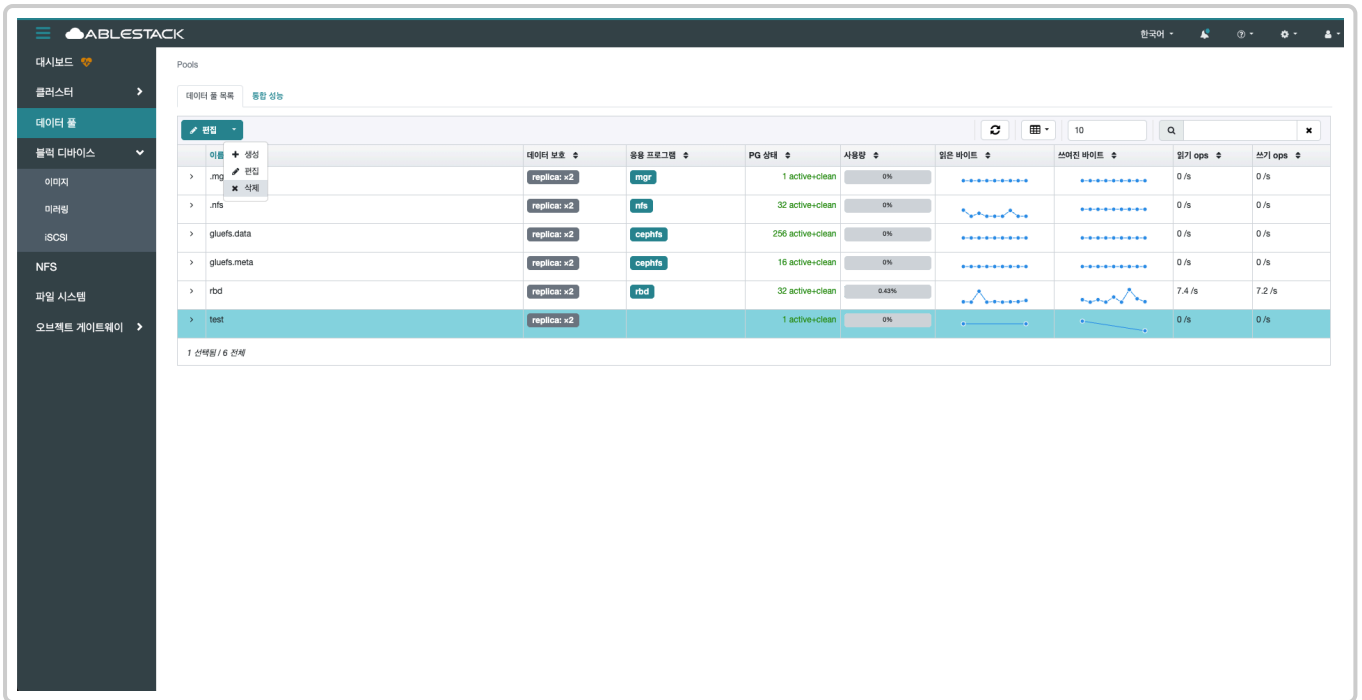 ABLESTACK
한국어
대시보드
클러스터
데이터 풀
블럭 디바이스
이미지
미러링
iSCSI
NFS
파일 시스템
오브젝트 게이트웨이
Pools
데이터 풀 목록 통합 성능
편집 10
생성
편집
삭제
이름 데이터 보호 응용 프로그램 PG 상태 사용량 읽은 바이트 쓰여진 바이트 읽기 ops 쓰기 ops
.mg replica: ×2 mgr 1 active+clean 0% 0 /s 0 /s
.nfs replica: ×2 nfs 32 active+clean 0% 0 /s 0 /s
gluefs.data replica: ×2 cephfs 256 active+clean 0% 0 /s 0 /s
gluefs.meta replica: ×2 cephfs 16 active+clean 0% 0 /s 0 /s
rbd replica: ×2 rbd 32 active+clean 0.43% 7.4 /s 7.2 /s
test replica: ×2 1 active+clean 0% 0 /s 0 /s
1 선택됨 / 6 전체